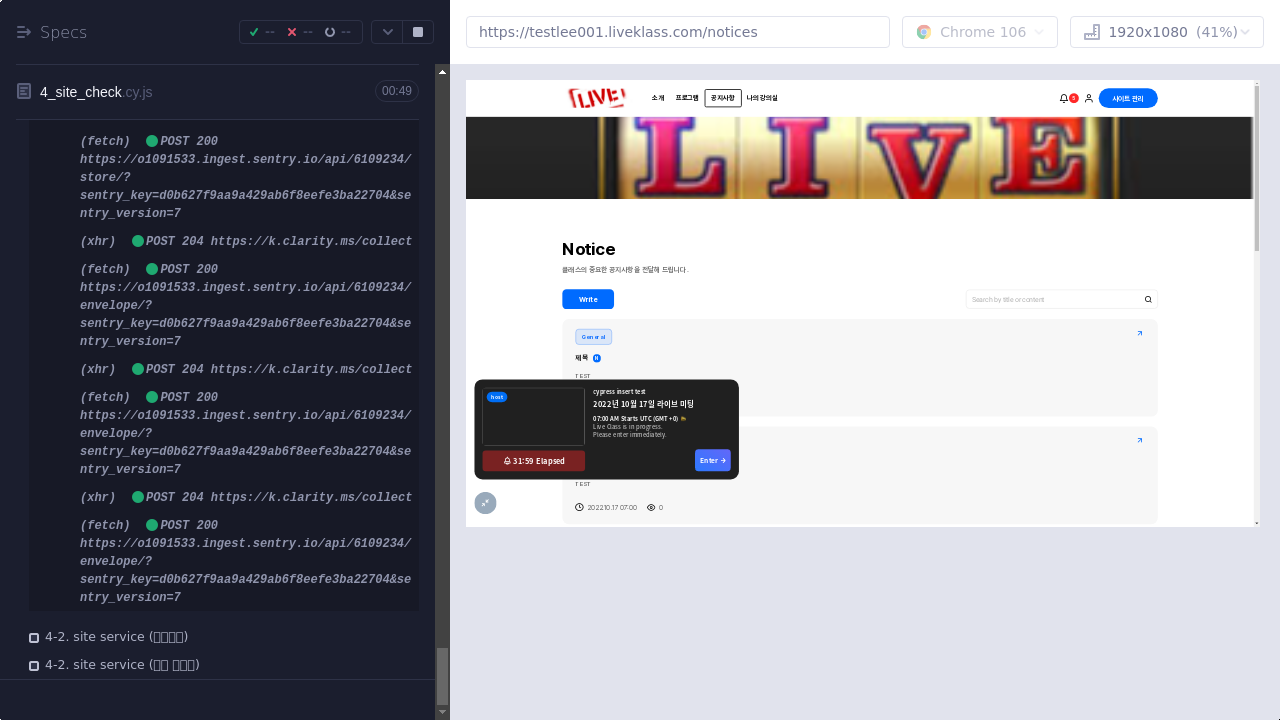 Specs
--
--
--
https://testlee001.liveklass.com/notices
Chrome 106
1920x1080 (41%)
4_site_check.cy.js
00:49
(fetch) POST 200
https://o1091533.ingest.sentry.io/api/6109234/
store/?
sentry_key=d0b627f9aa9a429ab6f8eefe3ba22704&se
ntry_version=7
(xhr) POST 204 https://k.clarity.ms/collect
(fetch) POST 200
https://o1091533.ingest.sentry.io/api/6109234/
envelope/?
sentry_key=d0b627f9aa9a429ab6f8eefe3ba22704&se
ntry_version=7
(xhr) POST 204 https://k.clarity.ms/collect
(fetch) POST 200
https://o1091533.ingest.sentry.io/api/6109234/
envelope/?
sentry_key=d0b627f9aa9a429ab6f8eefe3ba22704&se
ntry_version=7
(xhr) POST 204 https://k.clarity.ms/collect
(fetch) POST 200
https://o1091533.ingest.sentry.io/api/6109234/
envelope/?
sentry_key=d0b627f9aa9a429ab6f8eefe3ba22704&se
ntry_version=7
4-2. site service (
4-2. site service (
LIVE!
소개 프로그램 공지사항 나의 강의실
사이트 관리
LIVE
Notice
클래스의 중요한 공지사항을 전달해 드립니다.
Write
Search by title or content
General
제목
TEST
host
cypress insert test
2022년 10월 17일 라이브 미팅
07:00 AM Starts UTC (GMT+0)
Live Class is in progress.
Please enter immediately.
31:59 Elapsed
Enter →
TEST
2022.10.17 07:00
0